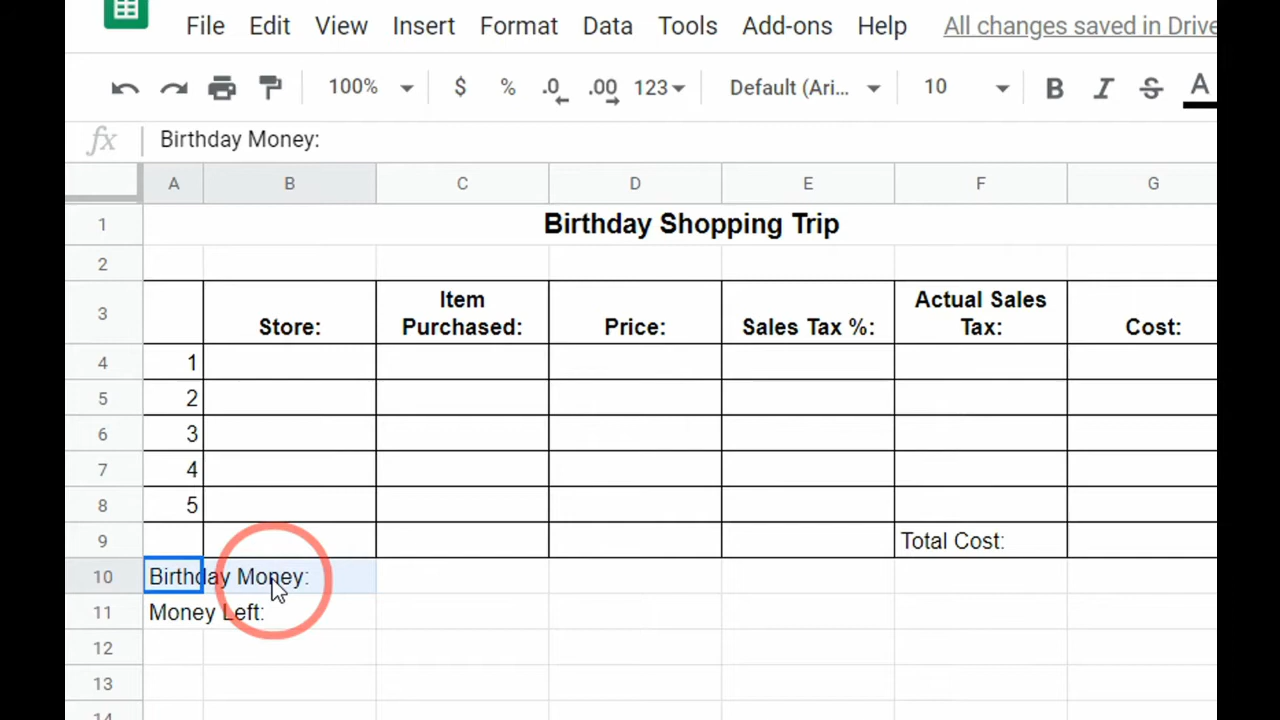 File Edit View Insert Format Data Tools Add-ons Help All changes saved in Drive
100% $ % .0 .00 123 Default (Ari... 10 B I S A
fx Birthday Money:
A B C D E F G
1 Birthday Shopping Trip
2
3 Store: Item Purchased: Price: Sales Tax %: Actual Sales Tax: Cost:
4 1
5 2
6 3
7 4
8 5
9 Total Cost:
10 Birthday Money:
11 Money Left:
12
13
14